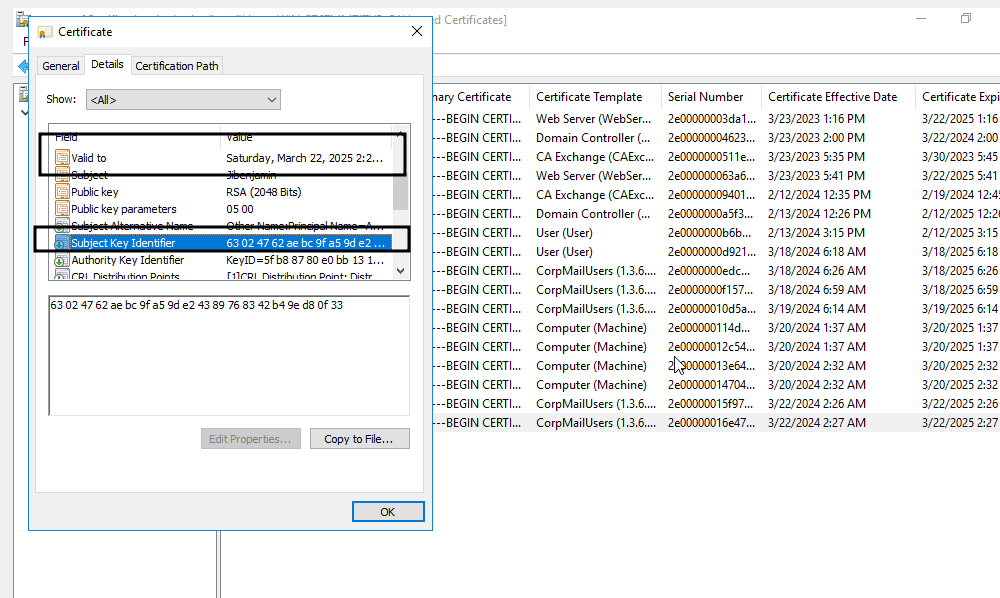 d Certificates]
Certificate
General Details Certification Path
Show: <All>
Field Value
Valid to Saturday, March 22, 2025 2:2...
Subject Jibenjamin
Public key RSA (2048 Bits)
Public key parameters 05 00
Subject Alternative Name Other Name:Principal Name=A...
Subject Key Identifier 63 02 47 62 ae bc 9f a5 9d e2 ...
Authority Key Identifier KeyID=5f b8 87 80 e0 bb 13 1...
CRL Distribution Points [1]CRL Distribution Point: Distr...
63 02 47 62 ae bc 9f a5 9d e2 43 89 76 83 42 b4 9e d8 0f 33
Edit Properties... Copy to File...
OK
nary Certificate Certificate Template Serial Number Certificate Effective Date Certificate Expi
---BEGIN CERTI... Web Server (WebSer... 2e00000003da1... 3/23/2023 1:16 PM 3/22/2025 1:16
---BEGIN CERTI... Domain Controller (... 2e00000004623... 3/23/2023 2:00 PM 3/22/2024 2:00
---BEGIN CERTI... CA Exchange (CAExc... 2e0000000511e... 3/23/2023 5:35 PM 3/30/2023 5:45
---BEGIN CERTI... Web Server (WebSer... 2e00000063a6... 3/23/2023 5:41 PM 3/22/2025 5:41
---BEGIN CERTI... CA Exchange (CAExc... 2e00000009401... 2/12/2024 12:35 PM 2/19/2024 12:45
---BEGIN CERTI... Domain Controller (... 2e0000000a5f3... 2/13/2024 12:26 PM 2/12/2025 12:26
---BEGIN CERTI... User (User) 2e0000000b6b... 2/13/2024 3:15 PM 2/12/2025 3:15
---BEGIN CERTI... User (User) 2e0000000d921... 3/18/2024 6:18 AM 3/18/2025 6:18
---BEGIN CERTI... CorpMailUsers (1.3.6.... 2e0000000edc... 3/18/2024 6:26 AM 3/18/2025 6:26
---BEGIN CERTI... CorpMailUsers (1.3.6.... 2e0000000f157... 3/18/2024 6:59 AM 3/18/2025 6:59
---BEGIN CERTI... CorpMailUsers (1.3.6.... 2e00000010d5a... 3/19/2024 6:14 AM 3/19/2025 6:14
---BEGIN CERTI... Computer (Machine) 2e000000114d... 3/20/2024 1:37 AM 3/20/2025 1:37
---BEGIN CERTI... Computer (Machine) 2e00000012c54... 3/20/2024 1:37 AM 3/20/2025 1:37
---BEGIN CERTI... Computer (Machine) 2e00000013e64... 3/20/2024 2:32 AM 3/20/2025 2:32
---BEGIN CERTI... Computer (Machine) 2e00000014704... 3/20/2024 2:32 AM 3/20/2025 2:32
---BEGIN CERTI... CorpMailUsers (1.3.6.... 2e00000015f97... 3/22/2024 2:26 AM 3/22/2025 2:26
---BEGIN CERTI... CorpMailUsers (1.3.6.... 2e00000016e47... 3/22/2024 2:27 AM 3/22/2025 2:27